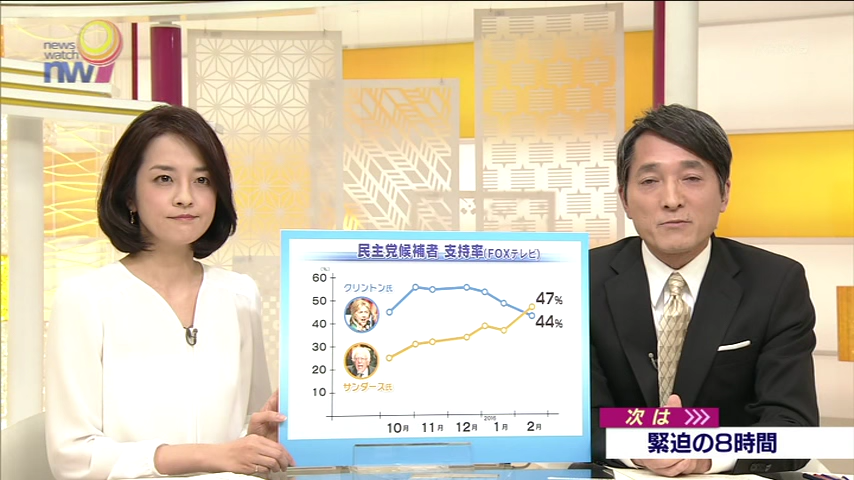 news
watch
nw
民主党候補者 支持率(FOXテレビ)
(%)
60
50
40
30
20
10
クリントン氏
サンダース氏
47%
44%
2016
10月 11月 12月 1月 2月
次は
緊迫の8時間